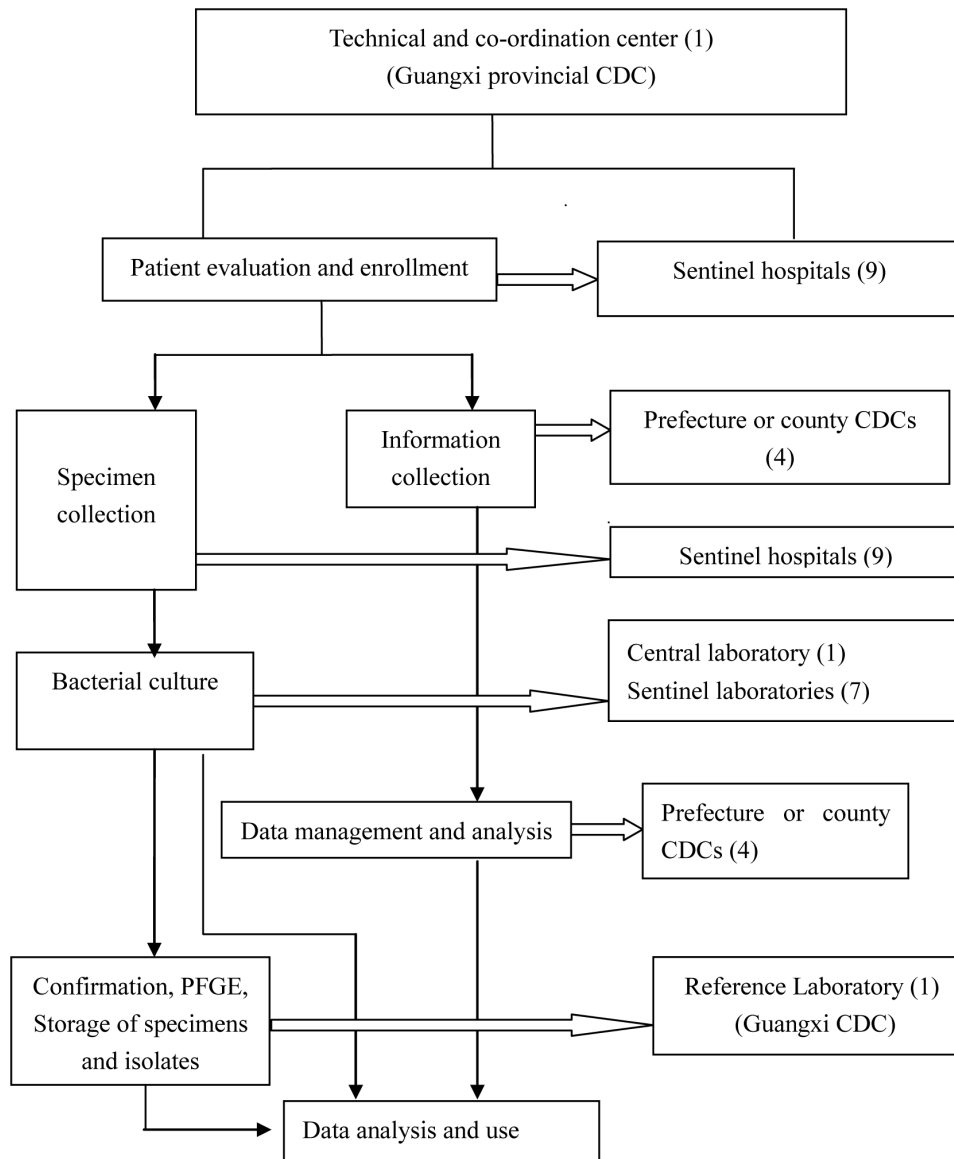 Technical and co-ordination center (1)
(Guangxi provincial CDC)
Patient evaluation and enrollment
Sentinel hospitals (9)
Specimen
collection
Information
collection
Prefecture or county CDCs
(4)
Sentinel hospitals (9)
Bacterial culture
Central laboratory (1)
Sentinel laboratories (7)
Data management and analysis
Prefecture or county
CDCs (4)
Confirmation, PFGE,
Storage of specimens
and isolates
Reference Laboratory (1)
(Guangxi CDC)
Data analysis and use